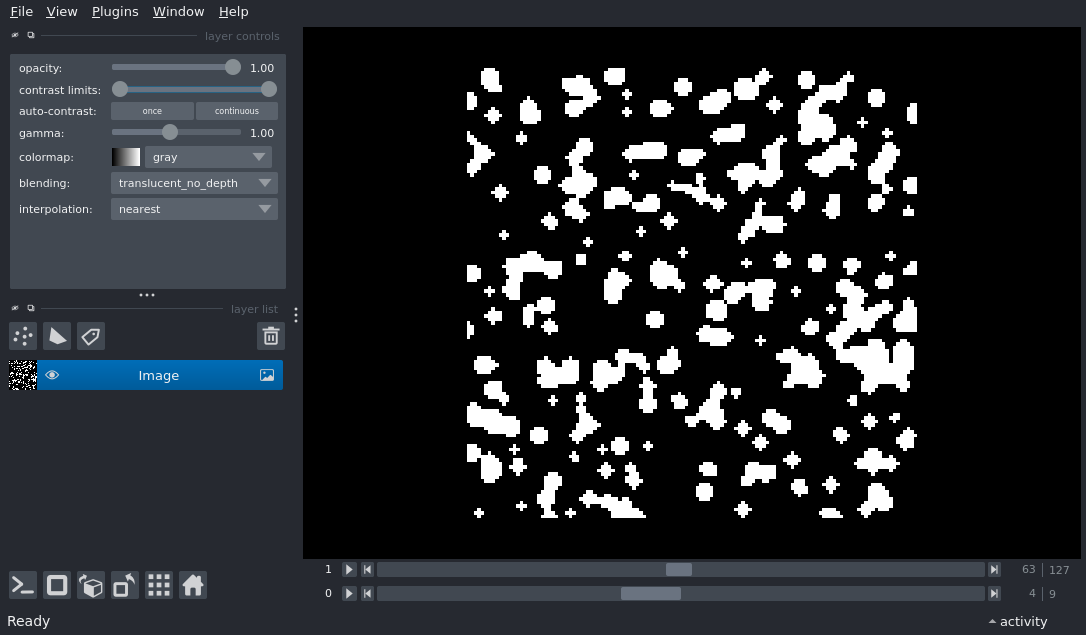 File View Plugins Window Help
layer controls
opacity: 1.00
contrast limits:
auto-contrast: once continuous
gamma: 1.00
colormap: gray
blending: translucent_no_depth
interpolation: nearest
layer list
Image
1 63 127
0 4 9
Ready activity